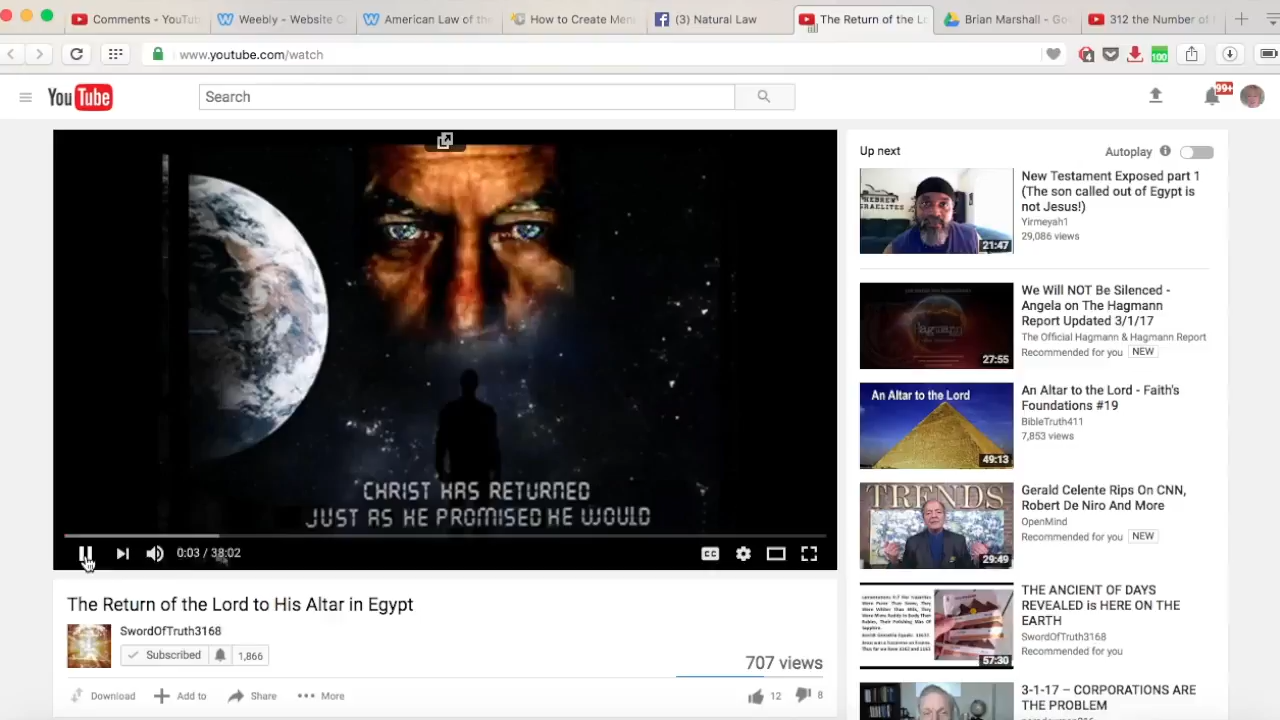 Comments - YouTu
Weebly - Website C
American Law of the
How to Create Men
(3) Natural Law
The Return of the Lo
Brian Marshall - Goo
312 the Number of
www.youtube.com/watch
4
100
YouTube
Search
99+
CHRIST HAS RETURNED
JUST AS HE PROMISED HE WOULD
0:03 / 38:02
CC
The Return of the Lord to His Altar in Egypt
SwordOfTruth3168
1,866
707 views
Download
Add to
Share
More
12
8
Up next
Autoplay
HEBREW
21:47
New Testament Exposed part 1
(The son called out of Egypt is
not Jesus!)
Yirmeyah1
29,086 views
27:55
We Will NOT Be Silenced -
Angela on The Hagmann
Report Updated 3/1/17
The Official Hagmann & Hagmann Report
Recommended for you NEW
An Altar to the Lord
49:13
An Altar to the Lord - Faith's
Foundations #19
BibleTruth411
7,853 views
TRENDS
29:49
Gerald Celente Rips On CNN,
Robert De Niro And More
OpenMind
Recommended for you NEW
57:30
THE ANCIENT OF DAYS
REVEALED is HERE ON THE
EARTH
SwordOfTruth3168
Recommended for you
3-1-17 – CORPORATIONS ARE
THE PROBLEM